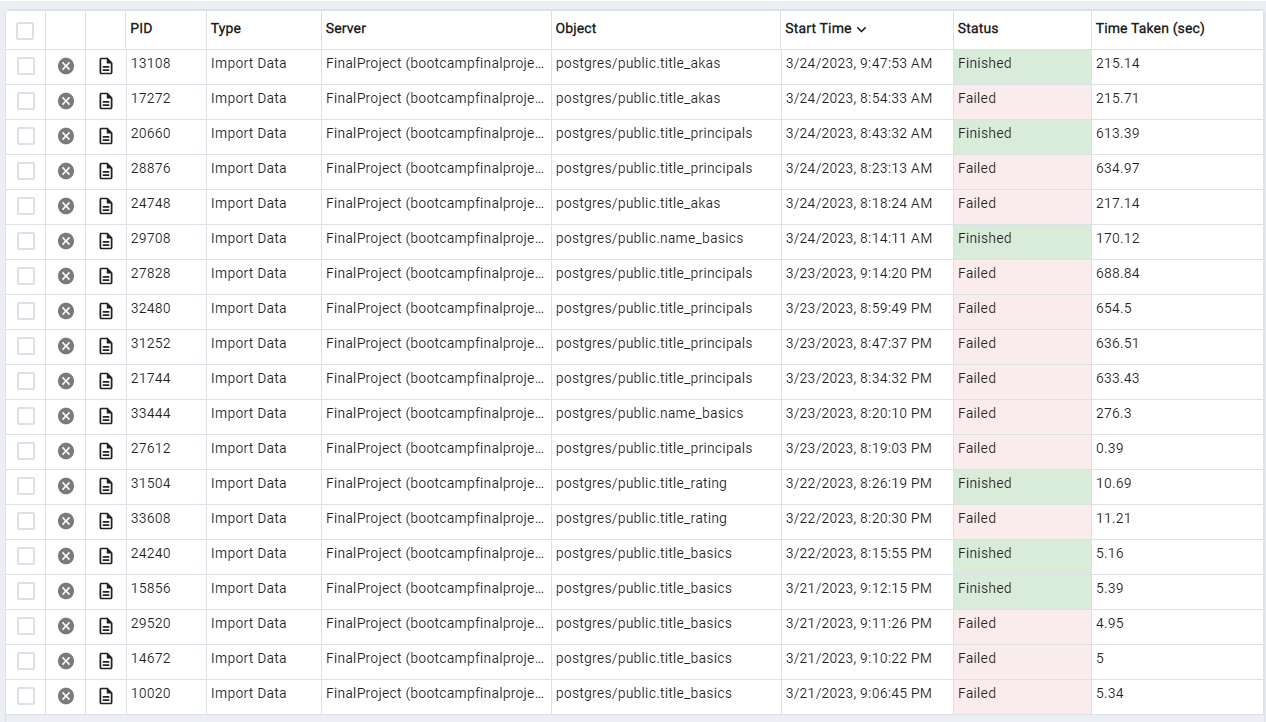 PID Type Server Object Start Time Status Time Taken (sec)
13108 Import Data FinalProject (bootcampfinalproje... postgres/public.title_akas 3/24/2023, 9:47:53 AM Finished 215.14
17272 Import Data FinalProject (bootcampfinalproje... postgres/public.title_akas 3/24/2023, 8:54:33 AM Failed 215.71
20660 Import Data FinalProject (bootcampfinalproje... postgres/public.title_principals 3/24/2023, 8:43:32 AM Finished 613.39
28876 Import Data FinalProject (bootcampfinalproje... postgres/public.title_principals 3/24/2023, 8:23:13 AM Failed 634.97
24748 Import Data FinalProject (bootcampfinalproje... postgres/public.title_akas 3/24/2023, 8:18:24 AM Failed 217.14
29708 Import Data FinalProject (bootcampfinalproje... postgres/public.name_basics 3/24/2023, 8:14:11 AM Finished 170.12
27828 Import Data FinalProject (bootcampfinalproje... postgres/public.title_principals 3/23/2023, 9:14:20 PM Failed 688.84
32480 Import Data FinalProject (bootcampfinalproje... postgres/public.title_principals 3/23/2023, 8:59:49 PM Failed 654.5
31252 Import Data FinalProject (bootcampfinalproje... postgres/public.title_principals 3/23/2023, 8:47:37 PM Failed 636.51
21744 Import Data FinalProject (bootcampfinalproje... postgres/public.title_principals 3/23/2023, 8:34:32 PM Failed 633.43
33444 Import Data FinalProject (bootcampfinalproje... postgres/public.name_basics 3/23/2023, 8:20:10 PM Failed 276.3
27612 Import Data FinalProject (bootcampfinalproje... postgres/public.title_principals 3/23/2023, 8:19:03 PM Failed 0.39
31504 Import Data FinalProject (bootcampfinalproje... postgres/public.title_rating 3/22/2023, 8:26:19 PM Finished 10.69
33608 Import Data FinalProject (bootcampfinalproje... postgres/public.title_rating 3/22/2023, 8:20:30 PM Failed 11.21
24240 Import Data FinalProject (bootcampfinalproje... postgres/public.title_basics 3/22/2023, 8:15:55 PM Finished 5.16
15856 Import Data FinalProject (bootcampfinalproje... postgres/public.title_basics 3/21/2023, 9:12:15 PM Finished 5.39
29520 Import Data FinalProject (bootcampfinalproje... postgres/public.title_basics 3/21/2023, 9:11:26 PM Failed 4.95
14672 Import Data FinalProject (bootcampfinalproje... postgres/public.title_basics 3/21/2023, 9:10:22 PM Failed 5
10020 Import Data FinalProject (bootcampfinalproje... postgres/public.title_basics 3/21/2023, 9:06:45 PM Failed 5.34